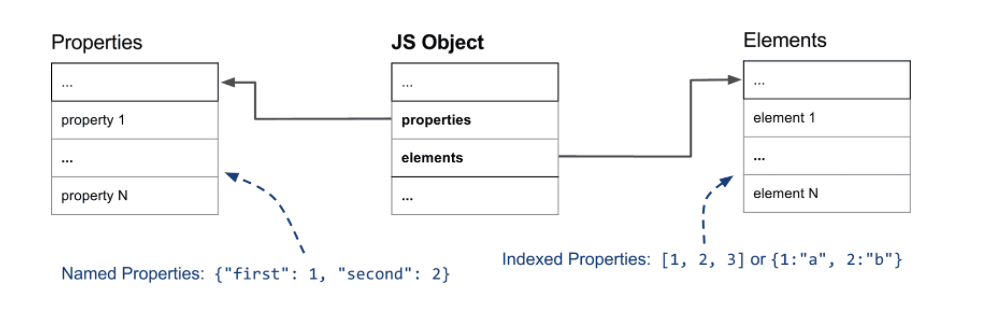 Properties
...
property 1
...
property N
JS Object
...
properties
elements
...
Elements
...
element 1
...
element N
Named Properties: {"first": 1, "second": 2}
Indexed Properties: [1, 2, 3] or {1:"a", 2:"b"}